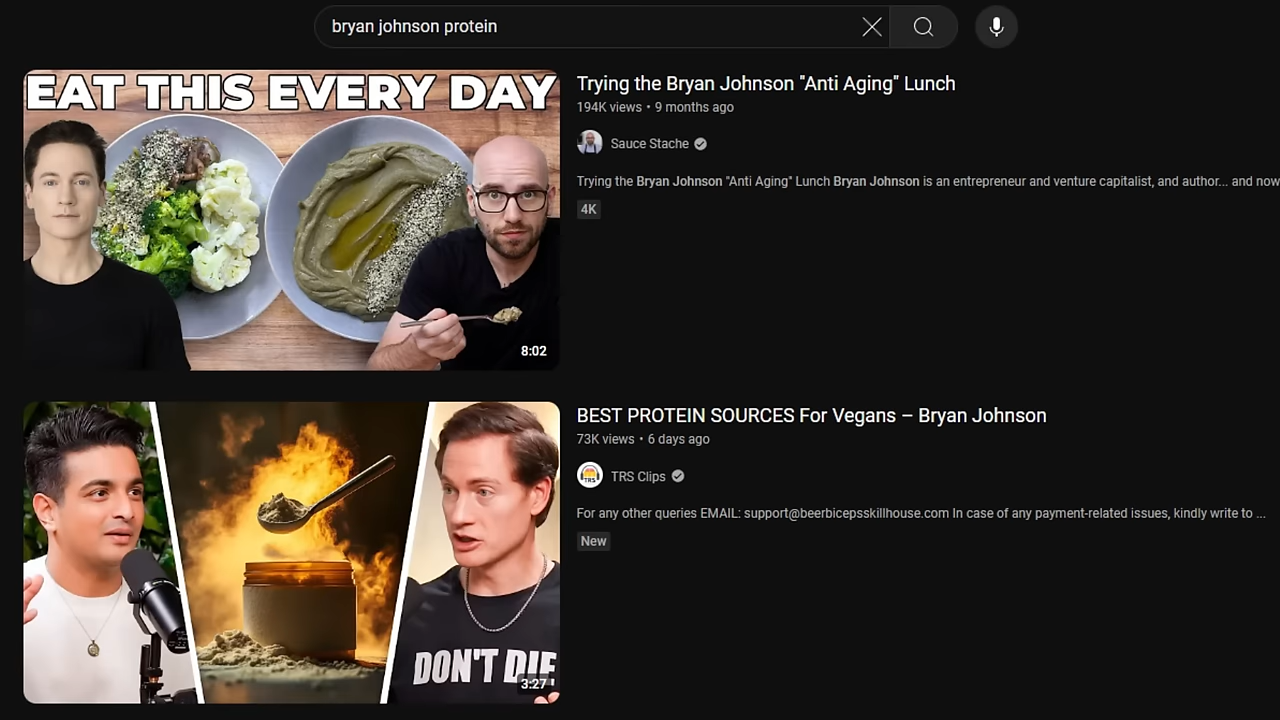 bryan johnson protein
EAT THIS EVERY DAY
8:02
Trying the Bryan Johnson "Anti Aging" Lunch
194K views • 9 months ago
Sauce Stache
Trying the Bryan Johnson "Anti Aging" Lunch Bryan Johnson is an entrepreneur and venture capitalist, and author... and now
4K
DON'T DIE
3:27
BEST PROTEIN SOURCES For Vegans – Bryan Johnson
73K views • 6 days ago
TRS
TRS Clips
For any other queries EMAIL: support@beerbicepsskillhouse.com In case of any payment-related issues, kindly write to ...
New